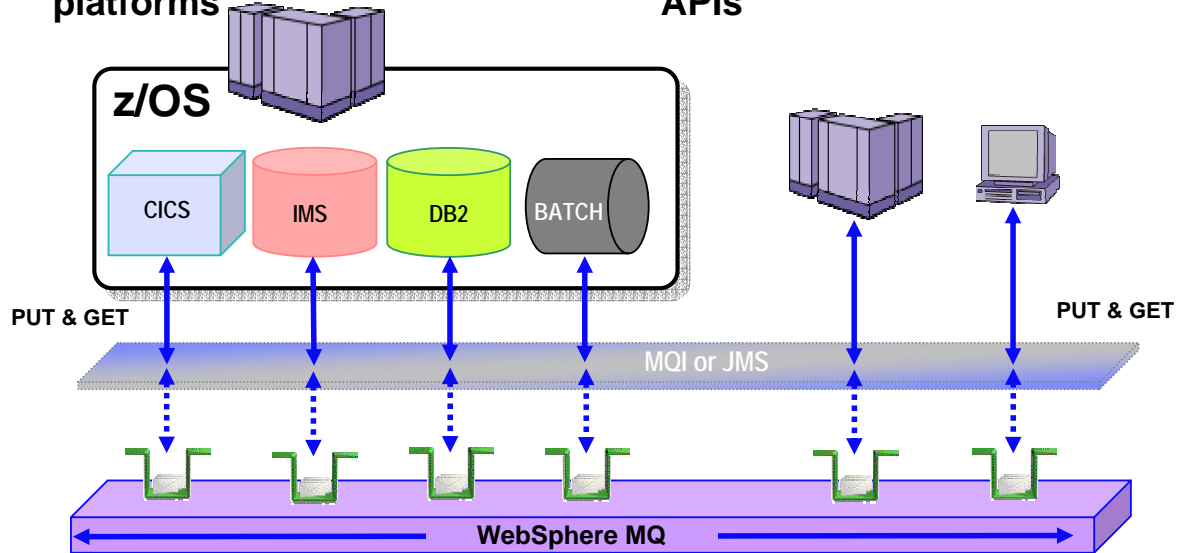 platforms
APIs
z/OS
CICS
IMS
DB2
BATCH
PUT & GET
PUT & GET
MQI or JMS
WebSphere MQ